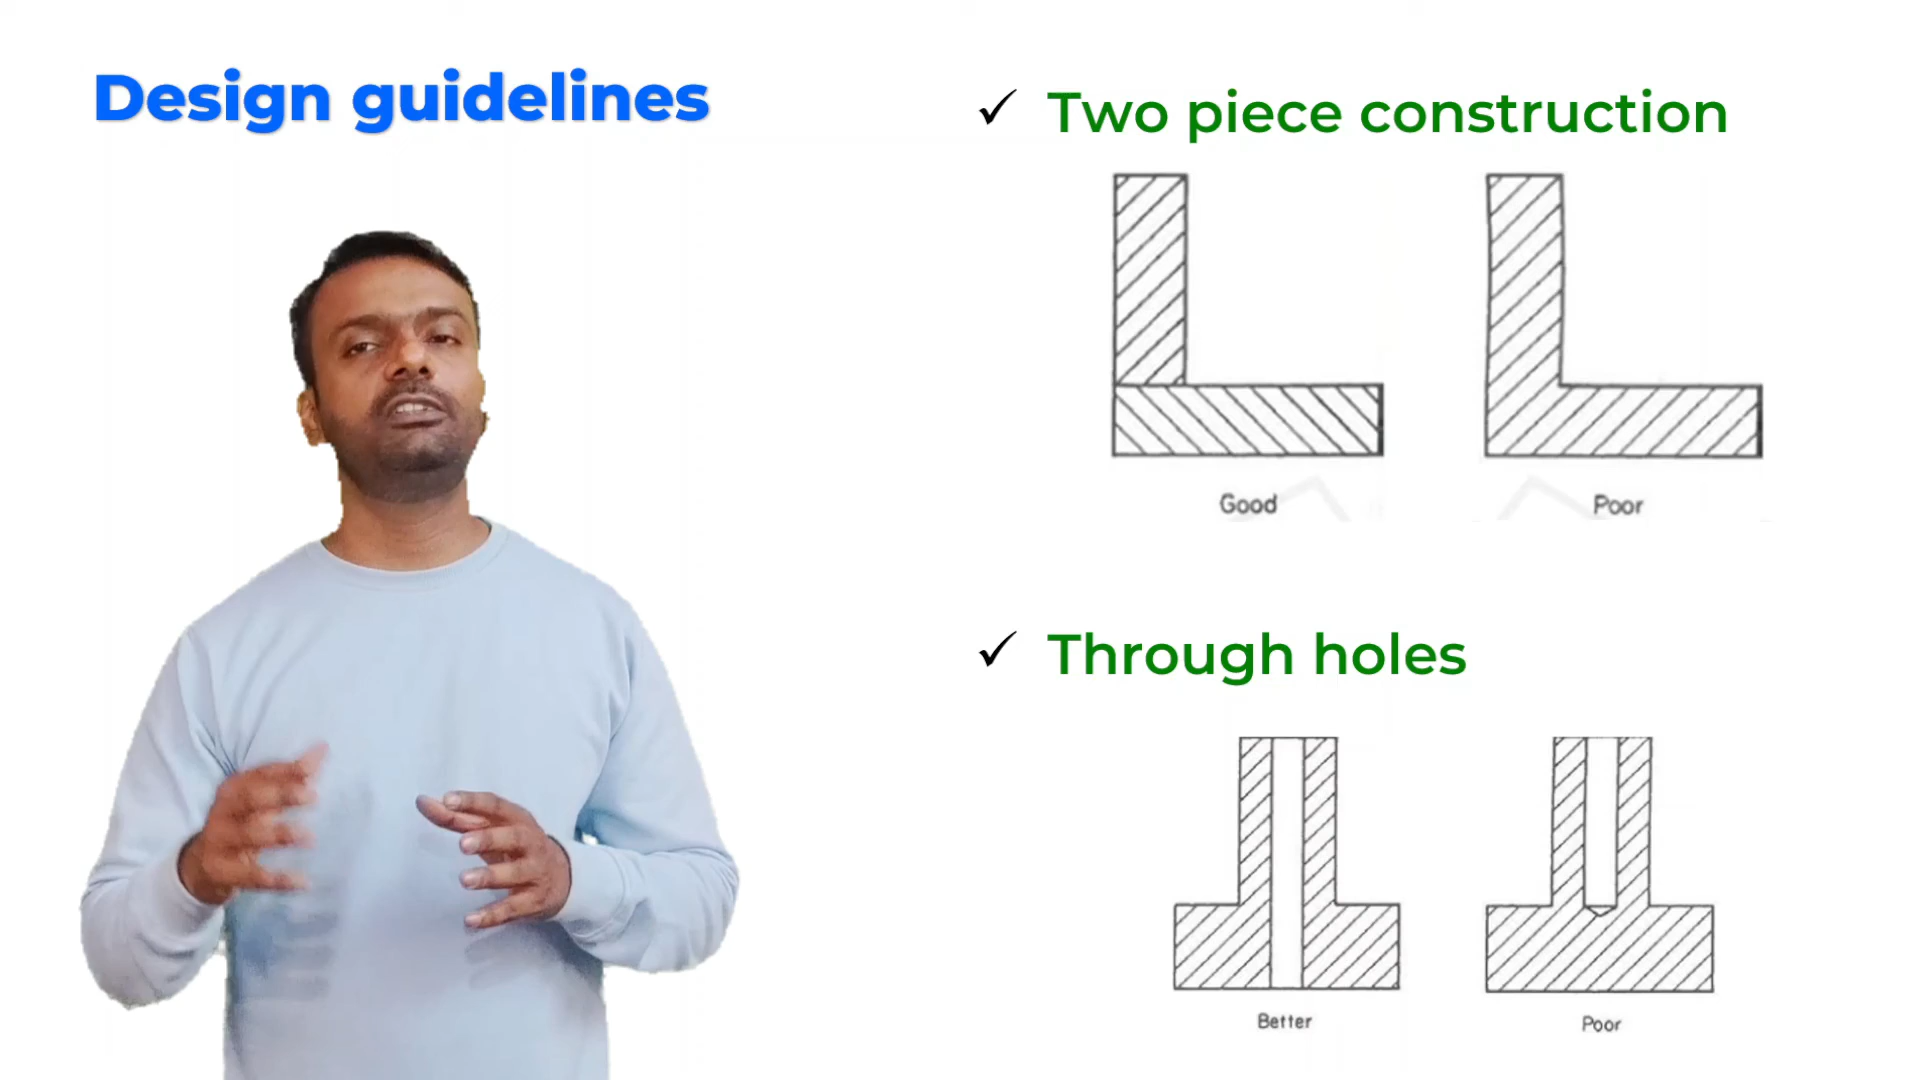 Design guidelines
✓ Two piece construction
Good
Poor
✓ Through holes
Better
Poor